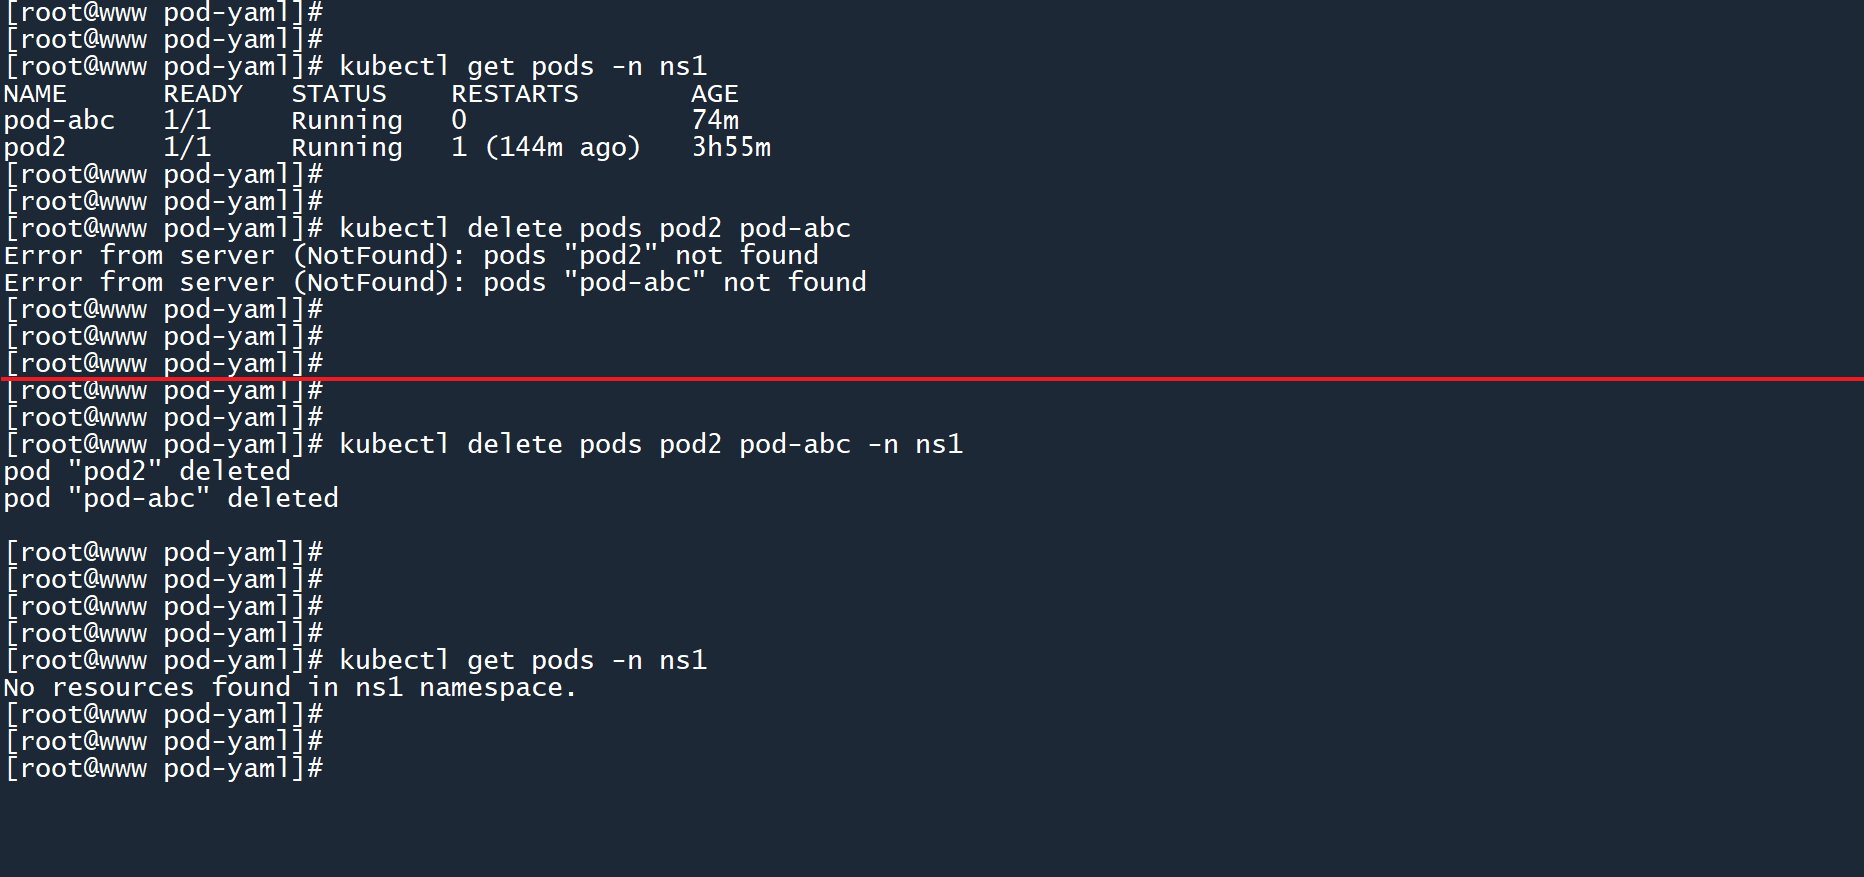 [root@www pod-yaml]#
[root@www pod-yaml]#
[root@www pod-yaml]# kubectl get pods -n ns1
NAME      READY   STATUS    RESTARTS       AGE
pod-abc   1/1     Running   0              74m
pod2      1/1     Running   1 (144m ago)   3h55m
[root@www pod-yaml]#
[root@www pod-yaml]#
[root@www pod-yaml]# kubectl delete pods pod2 pod-abc
Error from server (NotFound): pods "pod2" not found
Error from server (NotFound): pods "pod-abc" not found
[root@www pod-yaml]#
[root@www pod-yaml]#
[root@www pod-yaml]#
[root@www pod-yaml]#
[root@www pod-yaml]#
[root@www pod-yaml]# kubectl delete pods pod2 pod-abc -n ns1
pod "pod2" deleted
pod "pod-abc" deleted

[root@www pod-yaml]#
[root@www pod-yaml]#
[root@www pod-yaml]#
[root@www pod-yaml]#
[root@www pod-yaml]# kubectl get pods -n ns1
No resources found in ns1 namespace.
[root@www pod-yaml]#
[root@www pod-yaml]#
[root@www pod-yaml]#